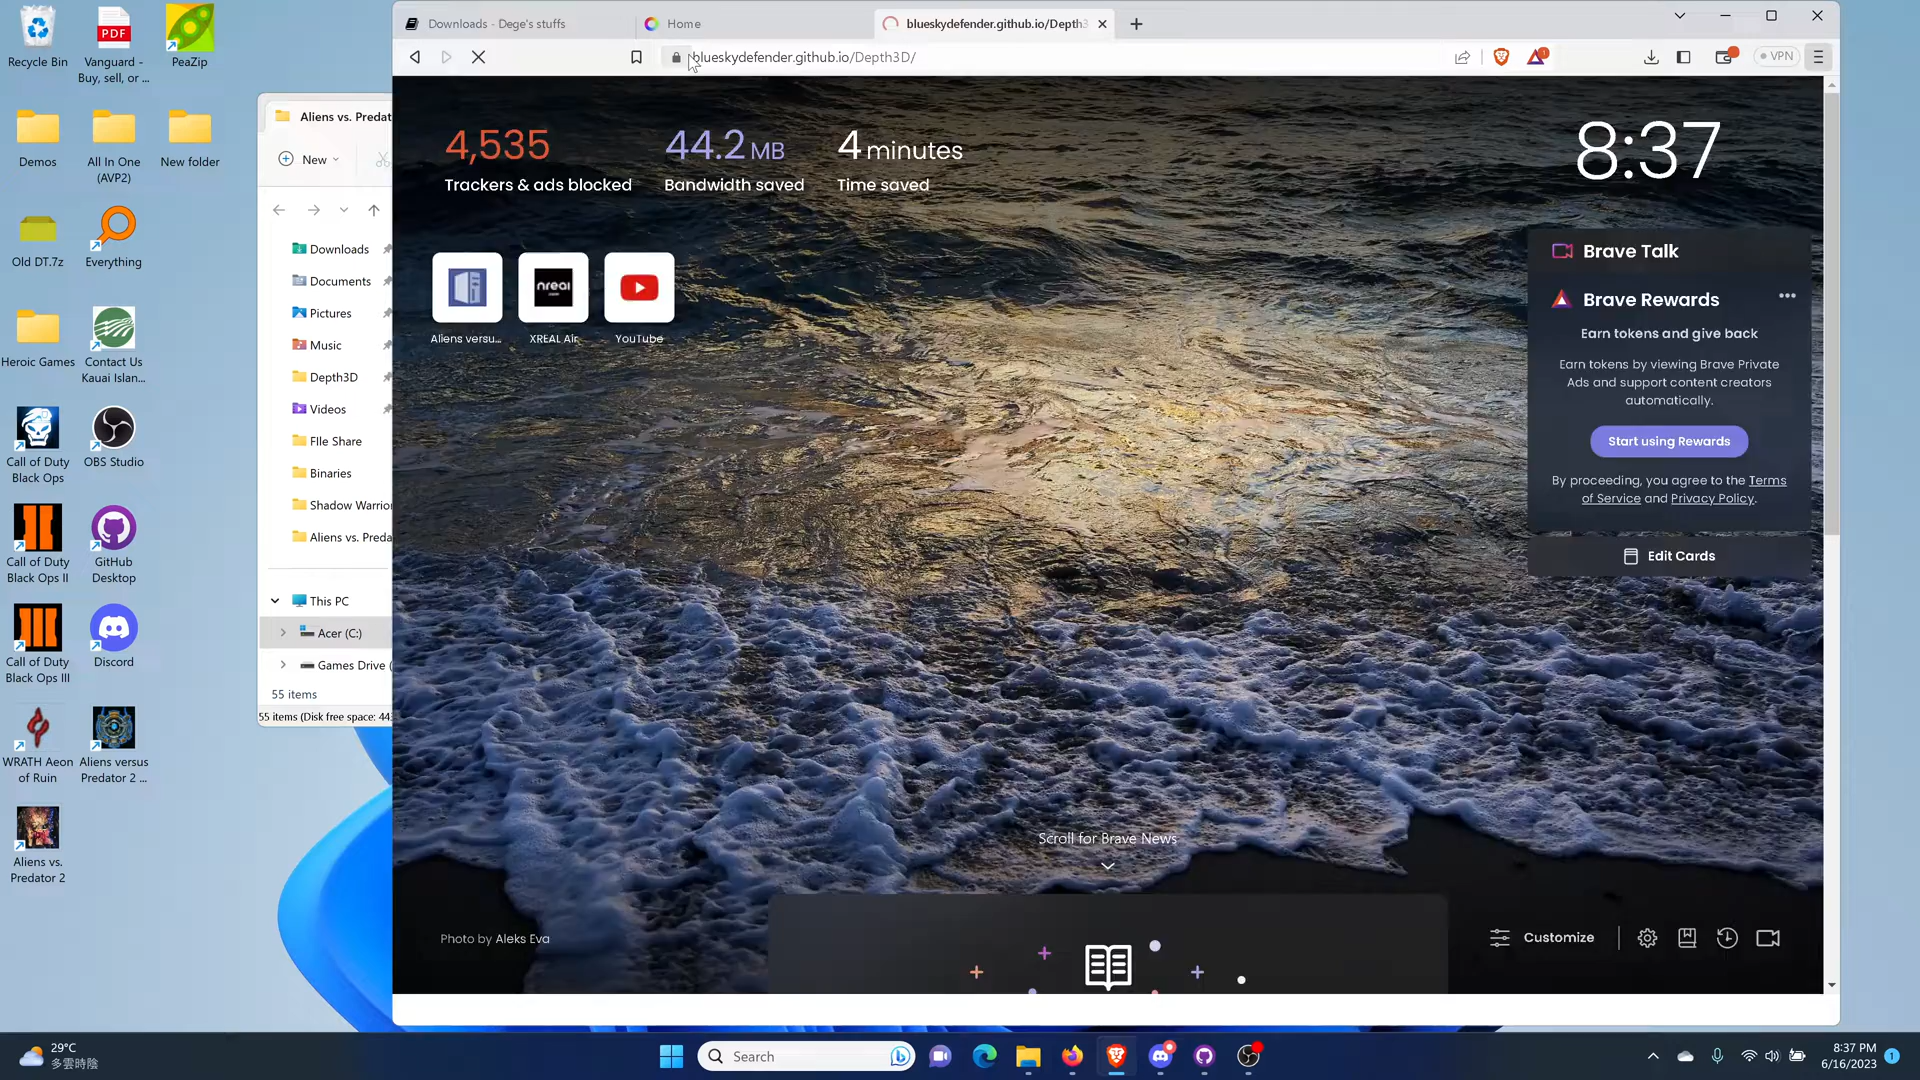 Recycle Bin
Vanguard -
Buy, sell, or ...
PeaZip
PDF
Demos
All In One
(AVP2)
New folder
Old DT.7z
Everything
Heroic Games
Contact Us
Kauai Islan...
Call of Duty
Black Ops
OBS Studio
Call of Duty
Black Ops II
GitHub
Desktop
Call of Duty
Black Ops III
Discord
WRATH Aeon
of Ruin
Aliens versus
Predator 2 ...
Aliens vs.
Predator 2
Aliens vs. Predat
New
Downloads
Documents
Pictures
Music
Depth3D
Videos
FIle Share
Binaries
Shadow Warrior
Aliens vs. Preda
This PC
Acer (C:)
Games Drive (
55 items
55 items (Disk free space: 44.
Downloads - Dege's stuffs
Home
blueskydefender.github.io/Depth3
blueskydefender.github.io/Depth3D/
1
VPN
4,535
Trackers & ads blocked
44.2 MB
Bandwidth saved
4 minutes
Time saved
8:37
nreal
Aliens versu...
XREAL Air
YouTube
Brave Talk
Brave Rewards
Earn tokens and give back
Earn tokens by viewing Brave Private
Ads and support content creators
automatically.
Start using Rewards
By proceeding, you agree to the Terms
of Service and Privacy Policy.
Edit Cards
Scroll for Brave News
Photo by Aleks Eva
Customize
29°C
多雲時陰
Search
8:37 PM
6/16/2023
1